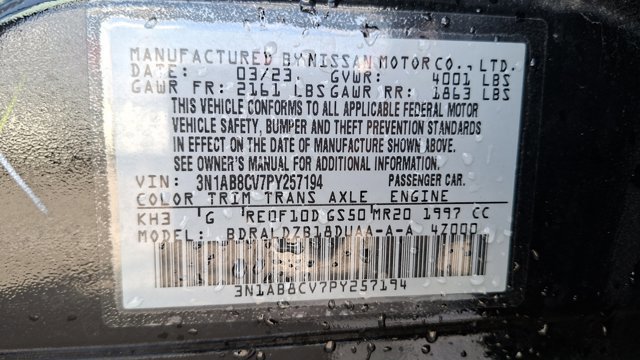 MANUFACTURED BY NISSAN MOTOR CO., LTD.
DATE: 03/23. GVWR: 4001 LBS
GAWR FR: 2161 LBS GAWR RR: 1863 LBS
THIS VEHICLE CONFORMS TO ALL APPLICABLE FEDERAL MOTOR
VEHICLE SAFETY, BUMPER AND THEFT PREVENTION STANDARDS
IN EFFECT ON THE DATE OF MANUFACTURE SHOWN ABOVE.
SEE OWNER'S MANUAL FOR ADDITIONAL INFORMATION.
VIN: 3N1AB8CV7PY257194 PASSENGER CAR.
COLOR TRIM TRANS AXLE ENGINE
KH3 G RE0F10D GS50 MR20 1997 CC
MODEL: BDRALDZB18DUAA-A-A 4Z000
3N1AB8CV7PY257194